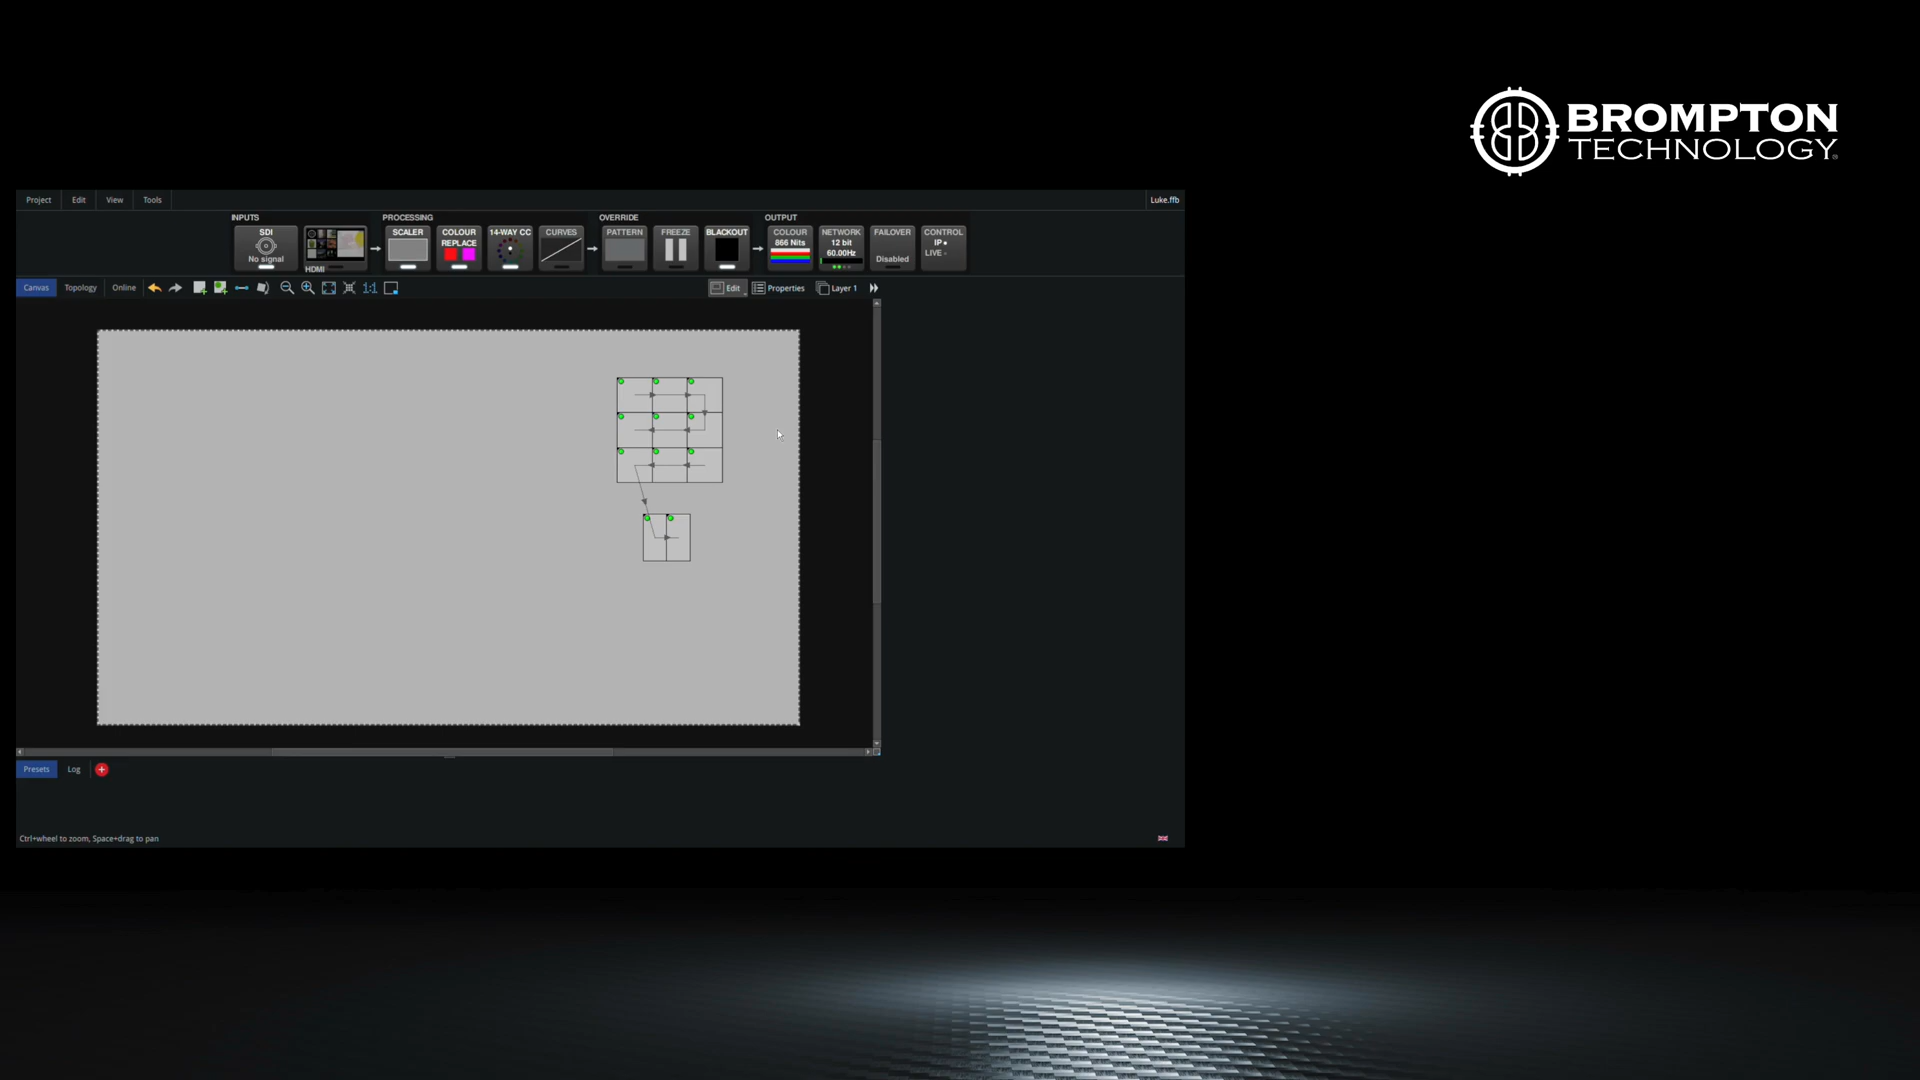 BROMPTON
TECHNOLOGY
Project Edit View Tools Luke.ffb
INPUTS PROCESSING OVERRIDE OUTPUT
SDI
No signal
HDMI
SCALER
COLOUR
REPLACE
14-WAY CC
CURVES
PATTERN
FREEZE
BLACKOUT
COLOUR
866 Nits
NETWORK
12 bit
60.00Hz
FAILOVER
Disabled
CONTROL
IP
LIVE -
Canvas Topology Online 1:1 Edit Properties Layer 1
Presets Log
Ctrl+wheel to zoom, Space+drag to pan